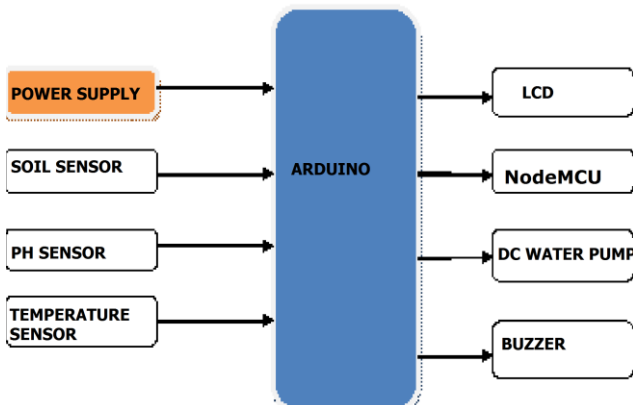 POWER SUPPLY
SOIL SENSOR
PH SENSOR
TEMPERATURE
SENSOR
ARDUINO
LCD
NodeMCU
DC WATER PUMP
BUZZER